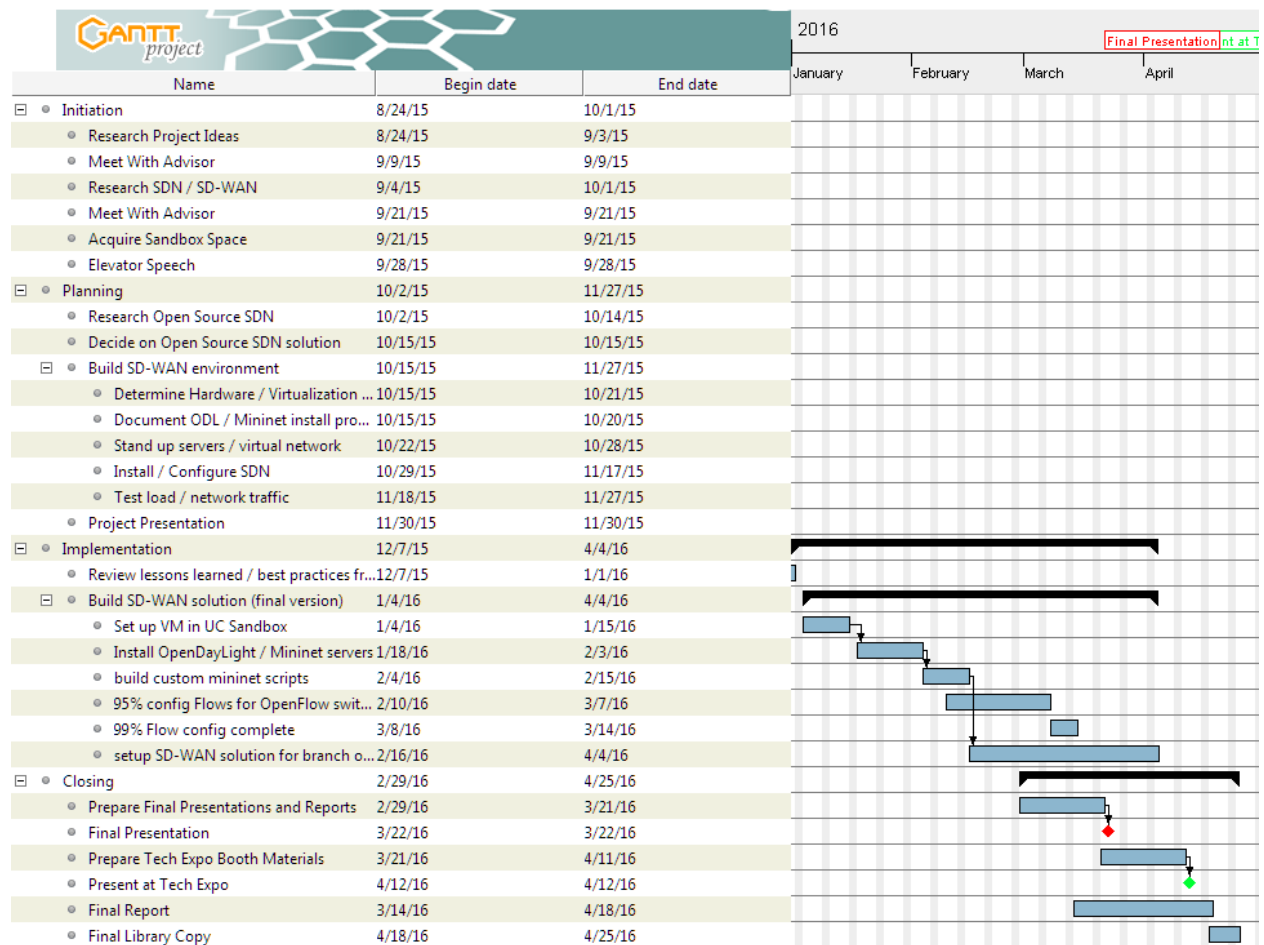 GANTT project
2016
Final Presentation nt at T
January February March April
Name Begin date End date
Initiation 8/24/15 10/1/15
Research Project Ideas 8/24/15 9/3/15
Meet With Advisor 9/9/15 9/9/15
Research SDN / SD-WAN 9/4/15 10/1/15
Meet With Advisor 9/21/15 9/21/15
Acquire Sandbox Space 9/21/15 9/21/15
Elevator Speech 9/28/15 9/28/15
Planning 10/2/15 11/27/15
Research Open Source SDN 10/2/15 10/14/15
Decide on Open Source SDN solution 10/15/15 10/15/15
Build SD-WAN environment 10/15/15 11/27/15
Determine Hardware / Virtualization ... 10/15/15 10/21/15
Document ODL / Mininet install pro... 10/15/15 10/20/15
Stand up servers / virtual network 10/22/15 10/28/15
Install / Configure SDN 10/29/15 11/17/15
Test load / network traffic 11/18/15 11/27/15
Project Presentation 11/30/15 11/30/15
Implementation 12/7/15 4/4/16
Review lessons learned / best practices fr... 12/7/15 1/1/16
Build SD-WAN solution (final version) 1/4/16 4/4/16
Set up VM in UC Sandbox 1/4/16 1/15/16
Install OpenDayLight / Mininet servers 1/18/16 2/3/16
build custom mininet scripts 2/4/16 2/15/16
95% config Flows for OpenFlow swit... 2/10/16 3/7/16
99% Flow config complete 3/8/16 3/14/16
setup SD-WAN solution for branch o... 2/16/16 4/4/16
Closing 2/29/16 4/25/16
Prepare Final Presentations and Reports 2/29/16 3/21/16
Final Presentation 3/22/16 3/22/16
Prepare Tech Expo Booth Materials 3/21/16 4/11/16
Present at Tech Expo 4/12/16 4/12/16
Final Report 3/14/16 4/18/16
Final Library Copy 4/18/16 4/25/16